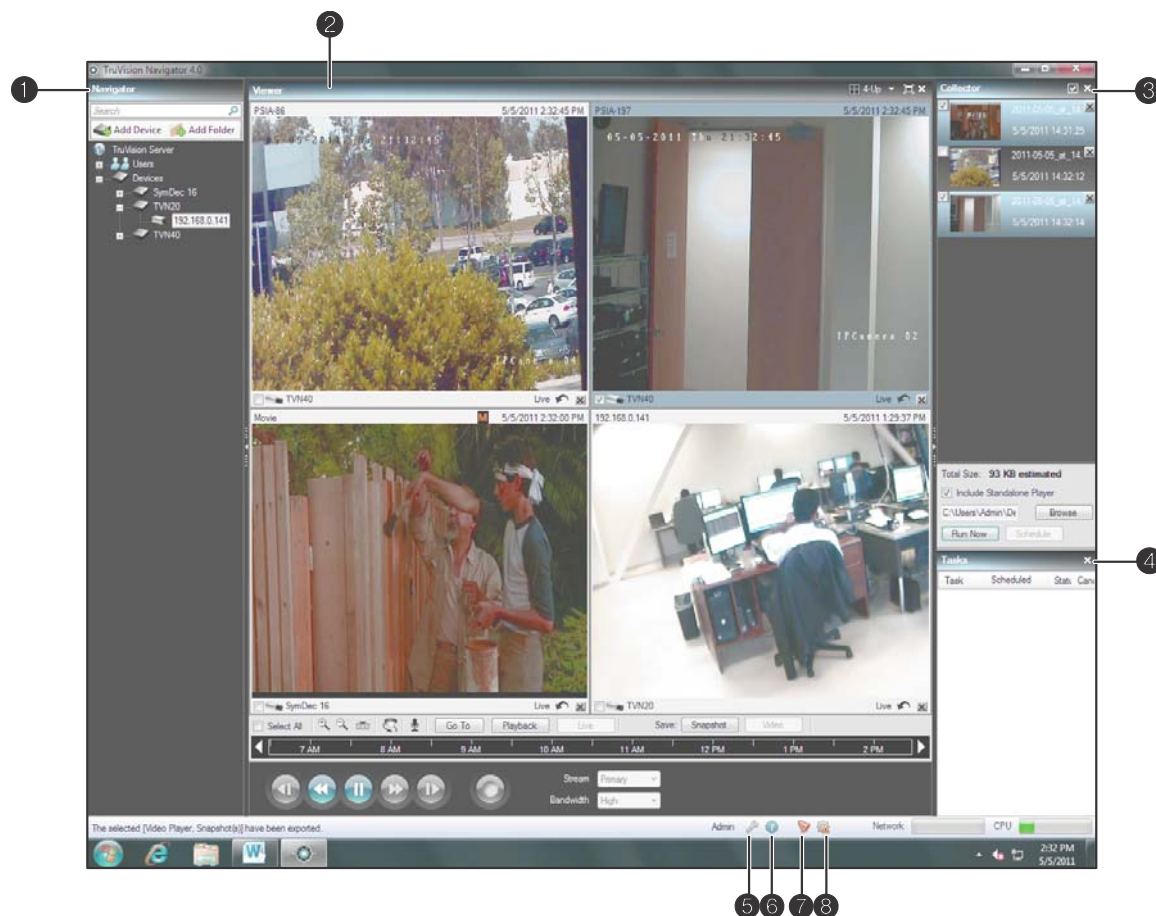 2
1
3
TruVision Navigator 4.0
Navigator
Viewer
4-Up
Collector
Search
Add Device
Add Folder
TruVision Server
Users
Devices
SymDec 16
TVN20
192.168.0.141
TVN40
PSIA-86
5/5/2011 2:32:45 PM
PSIA-197
5/5/2011 2:32:45 PM
05-05-2011 Thu 21:32:45
IPCamera 02
TVN40
Live
TVN40
Live
Movie
M
5/5/2011 2:32:00 PM
192.168.0.141
5/5/2011 1:29:37 PM
SymDec 16
Live
TVN20
Live
5/5/2011 14:31:25
2011-05-05_at_14.
5/5/2011 14:32:12
2011-05-05_at_14.
5/5/2011 14:32:14
Total Size: 93 KB estimated
Include Standalone Player
C:\Users\Admin\De
Browse
Run Now
Schedule
Tasks
4
Task Scheduled Statu Canc
Select All
Go To
Playback
Live
Save:
Snapshot
Video
7 AM 8 AM 9 AM 10 AM 11 AM 12 PM 1 PM 2 PM
Stream Primary
Bandwidth High
The selected [Video Player, Snapshot(s)] have been exported.
Admin
Network
CPU
2:32 PM
5/5/2011
5 6 7 8